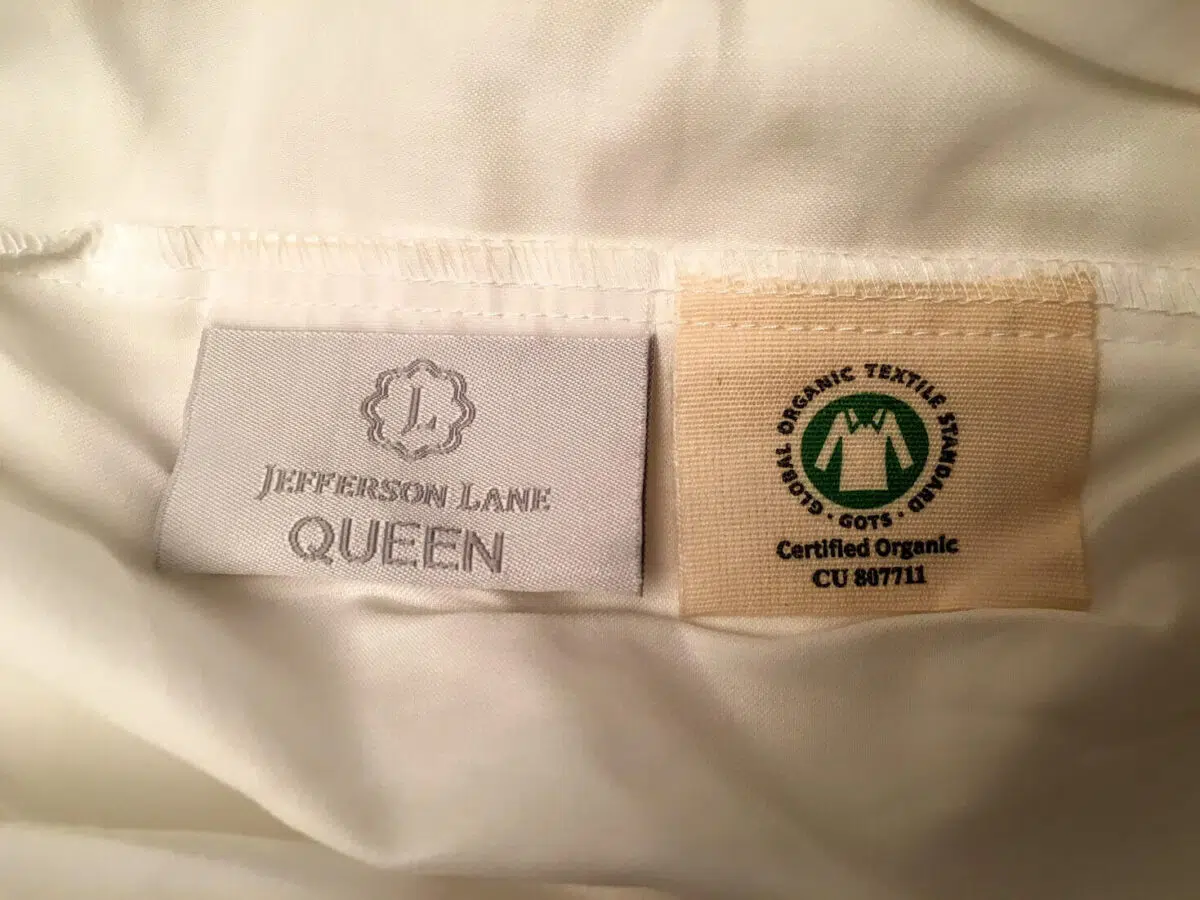 L
JEFFERSON LANE
QUEEN
GLOBAL ORGANIC TEXTILE STANDARD · GOTS ·
Certified Organic
CU 807711